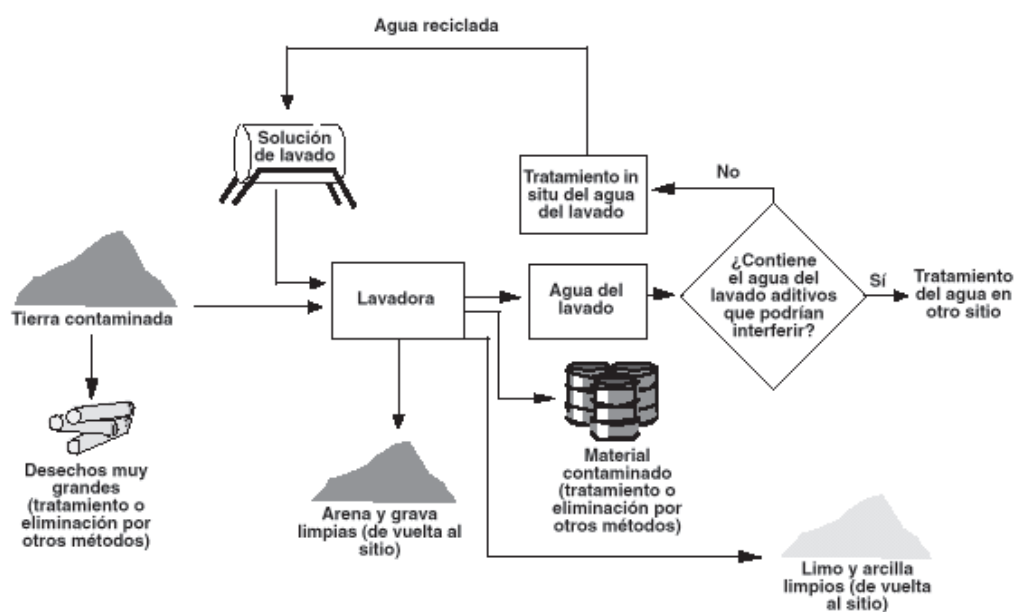 Agua reciclada
Solución
de lavado
Tratamiento in
situ del agua
del lavado
No
¿Contiene
el agua del
lavado aditivos
que podrían
interferir?
Sí
Tratamiento
del agua en
otro sitio
Tierra contaminada
Lavadora
Agua del
lavado
Desechos muy
grandes
(tratamiento o
eliminación por
otros métodos)
Arena y grava
limpias (de vuelta al
sitio)
Material
contaminado
(tratamiento o
eliminación por
otros métodos)
Limo y arcilla
limpios (de vuelta
al sitio)